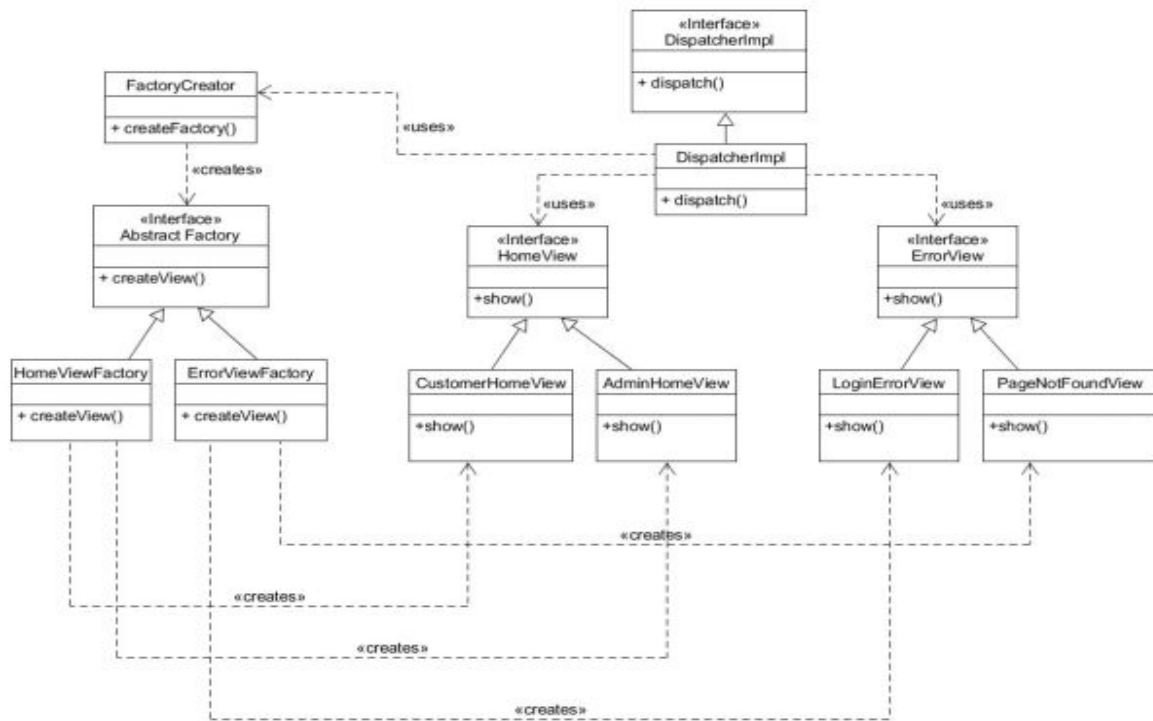 «Interface»
DispatcherImpl
+ dispatch()
FactoryCreator
+ createFactory()
«uses»
DispatcherImpl
+ dispatch()
«creates»
«uses»
«uses»
«Interface»
Abstract Factory
+ createView()
«Interface»
HomeView
+show()
«Interface»
ErrorView
+show()
HomeViewFactory
+ createView()
ErrorViewFactory
+ createView()
CustomerHomeView
+show()
AdminHomeView
+show()
LoginErrorView
+show()
PageNotFoundView
+show()
«creates»
«creates»
«creates»
«creates»